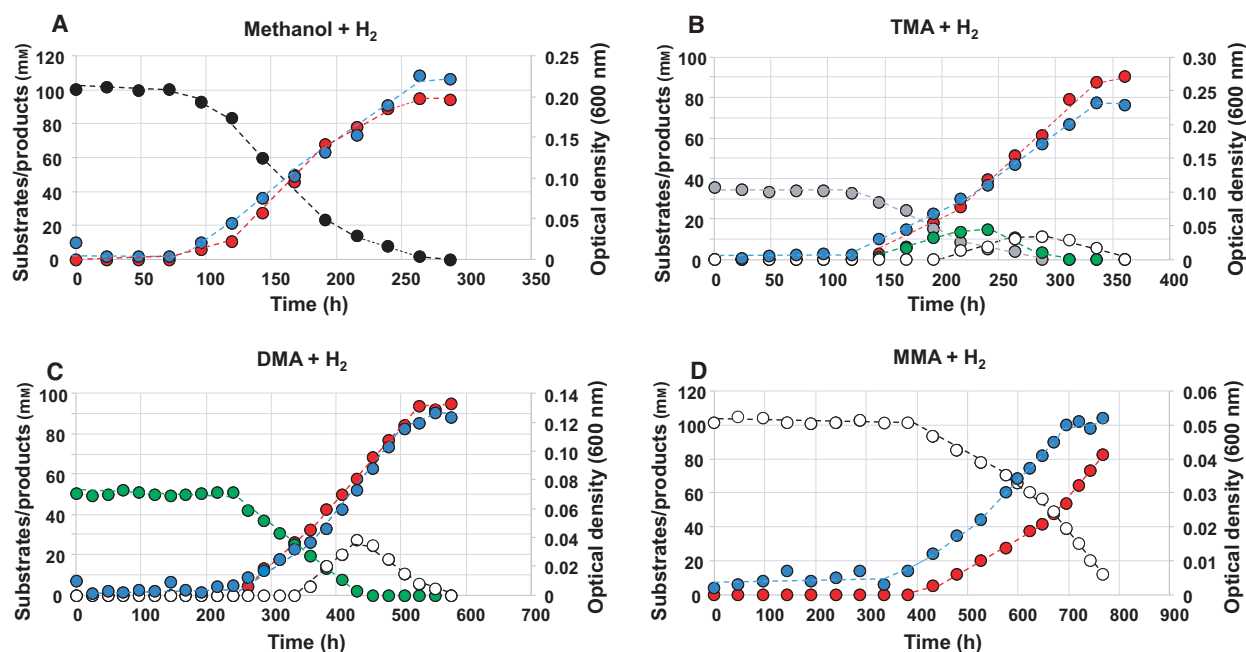 A
Methanol + H₂
Substrates/products (mM)
120
100
80
60
40
20
0
0.25
0.20
0.15
0.10
0.05
0
Optical density (600 nm)
0 50 100 150 200 250 300 350
Time (h)
B
TMA + H₂
Substrates/products (mM)
100
80
60
40
20
0
0.30
0.25
0.20
0.15
0.10
0.05
0
Optical density (600 nm)
0 50 100 150 200 250 300 350 400
Time (h)
C
DMA + H₂
Substrates/products (mM)
100
80
60
40
20
0
0.14
0.12
0.10
0.08
0.06
0.04
0.02
0
Optical density (600 nm)
0 100 200 300 400 500 600 700
Time (h)
D
MMA + H₂
Substrates/products (mM)
120
100
80
60
40
20
0
0.06
0.05
0.04
0.03
0.02
0.01
0
Optical density (600 nm)
0 100 200 300 400 500 600 700 800 900
Time (h)